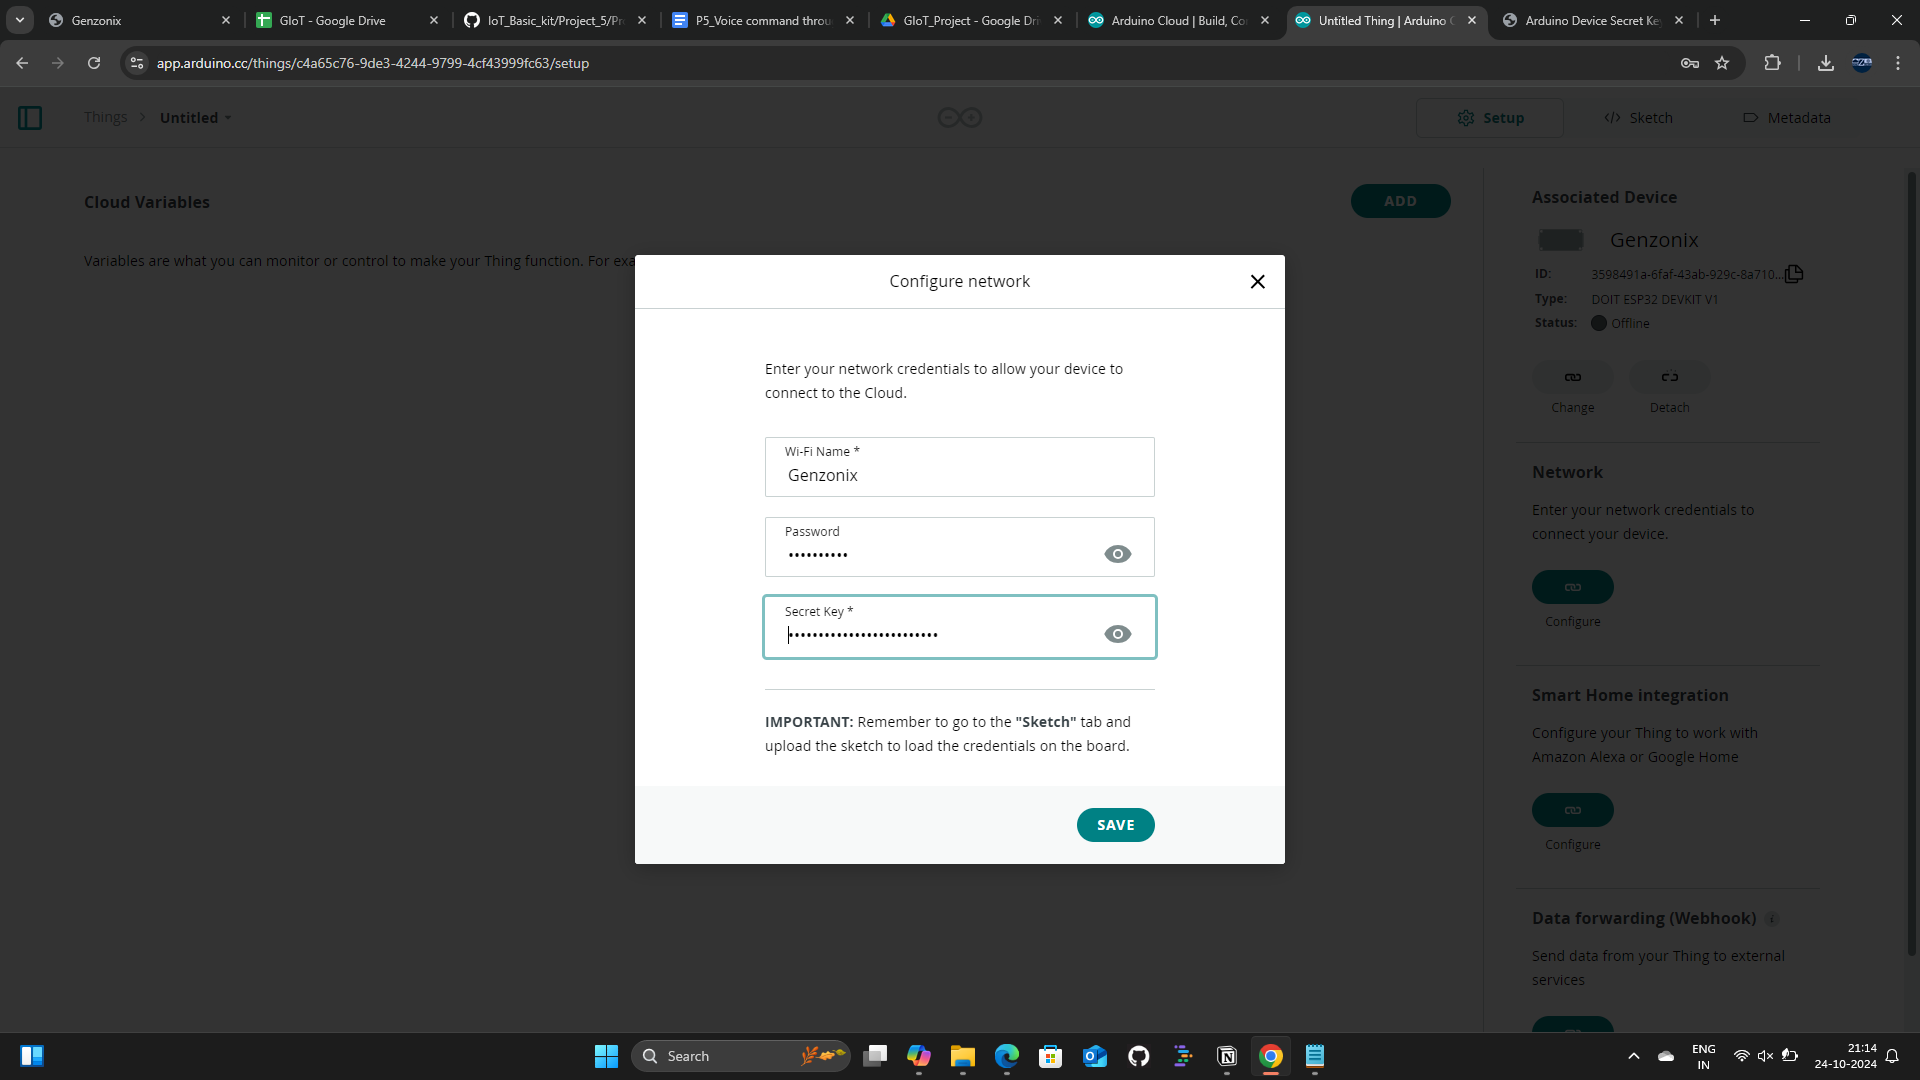 Genzonix
GIoT - Google Drive
IoT_Basic_kit/Project_5/Pr
P5_Voice command throu
GIoT_Project - Google Dri
Arduino Cloud | Build, Co
Untitled Thing | Arduino C
Arduino Device Secret Ke
app.arduino.cc/things/c4a65c76-9de3-4244-9799-4cf43999fc63/setup
Things > Untitled
Setup
</> Sketch
Metadata
Cloud Variables
ADD
Variables are what you can monitor or control to make your Thing function. For exa
Associated Device
Genzonix
ID: 3598491a-6faf-43ab-929c-8a710...
Type: DOIT ESP32 DEVKIT V1
Status: Offline
Change
Detach
Network
Enter your network credentials to
connect your device.
Configure
Smart Home integration
Configure your Thing to work with
Amazon Alexa or Google Home
Configure
Data forwarding (Webhook) i
Send data from your Thing to external
services
Configure network
Enter your network credentials to allow your device to
connect to the Cloud.
Wi-Fi Name *
Genzonix
Password
••••••••••
Secret Key *
•••••••••••••••••••••••••
IMPORTANT: Remember to go to the "Sketch" tab and
upload the sketch to load the credentials on the board.
SAVE
Search
ENG
IN
21:14
24-10-2024